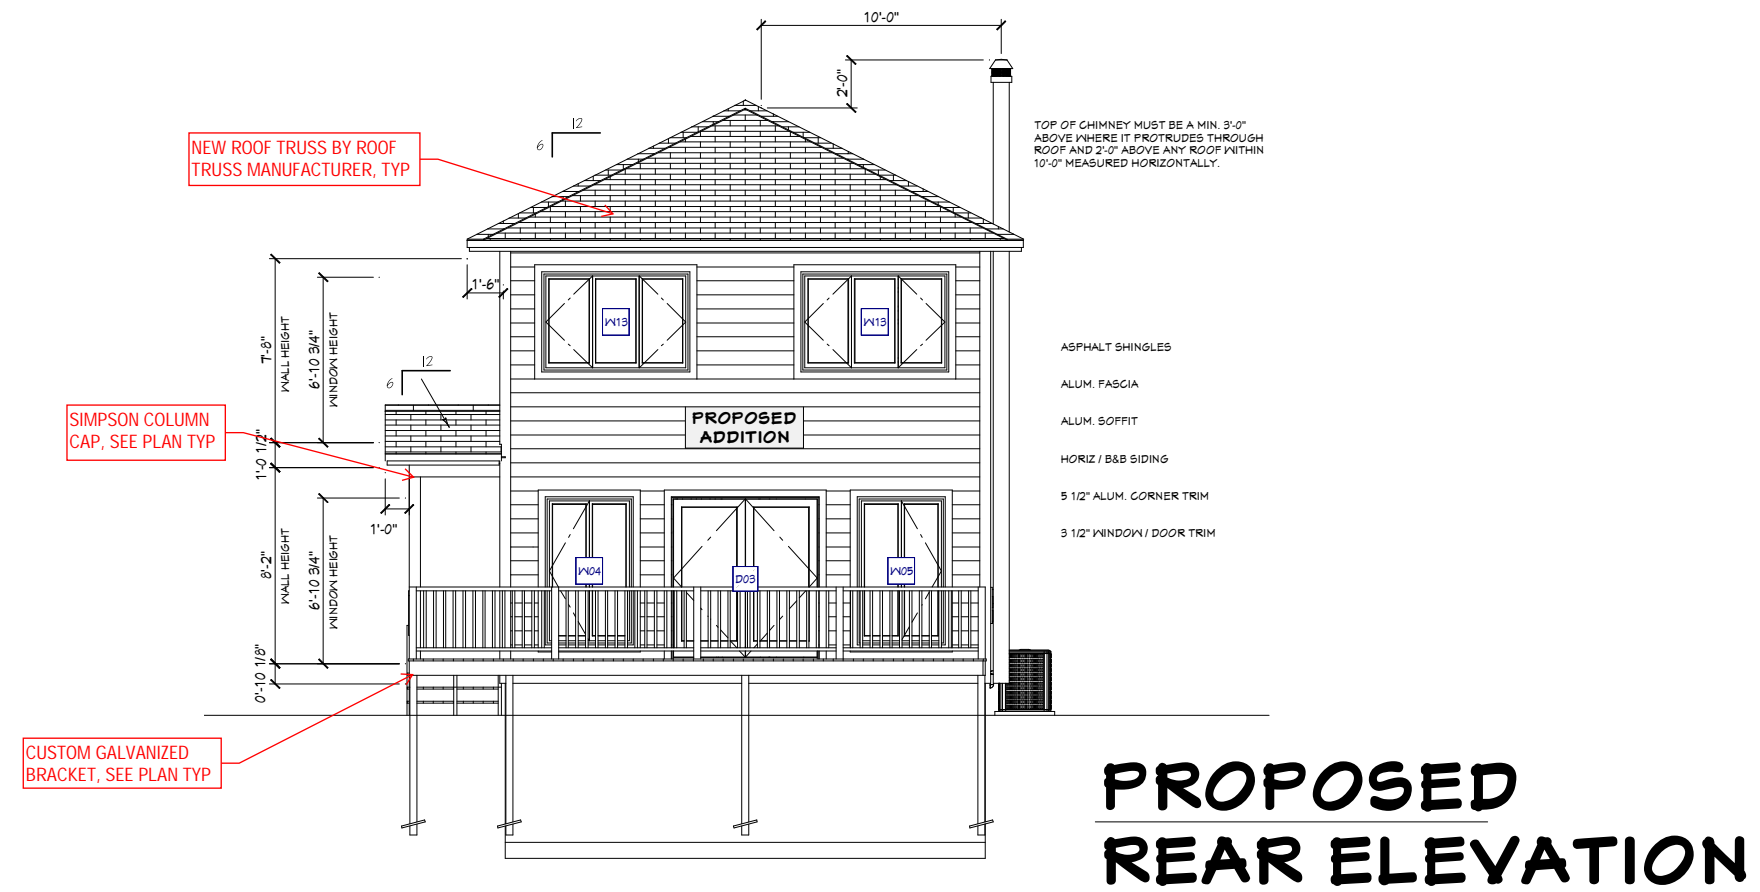 10'-0"
2'-0"
TOP OF CHIMNEY MUST BE A MIN. 3'-0"
ABOVE WHERE IT PROTRUDES THROUGH
ROOF AND 2'-0" ABOVE ANY ROOF WITHIN
10'-0" MEASURED HORIZONTALLY.
12
6
NEW ROOF TRUSS BY ROOF
TRUSS MANUFACTURER, TYP
1'-6"
7'-8"
WALL HEIGHT
6'-10 3/4"
WINDOW HEIGHT
W13
W13
12
6
ASPHALT SHINGLES
ALUM. FASCIA
ALUM. SOFFIT
HORIZ / B&B SIDING
5 1/2" ALUM. CORNER TRIM
3 1/2" WINDOW / DOOR TRIM
SIMPSON COLUMN
CAP, SEE PLAN TYP
PROPOSED
ADDITION
1'-0 1/2"
1'-0"
8'-2"
WALL HEIGHT
6'-10 3/4"
WINDOW HEIGHT
W04
D03
W05
0'-10 1/8"
CUSTOM GALVANIZED
BRACKET, SEE PLAN TYP
PROPOSED
REAR ELEVATION